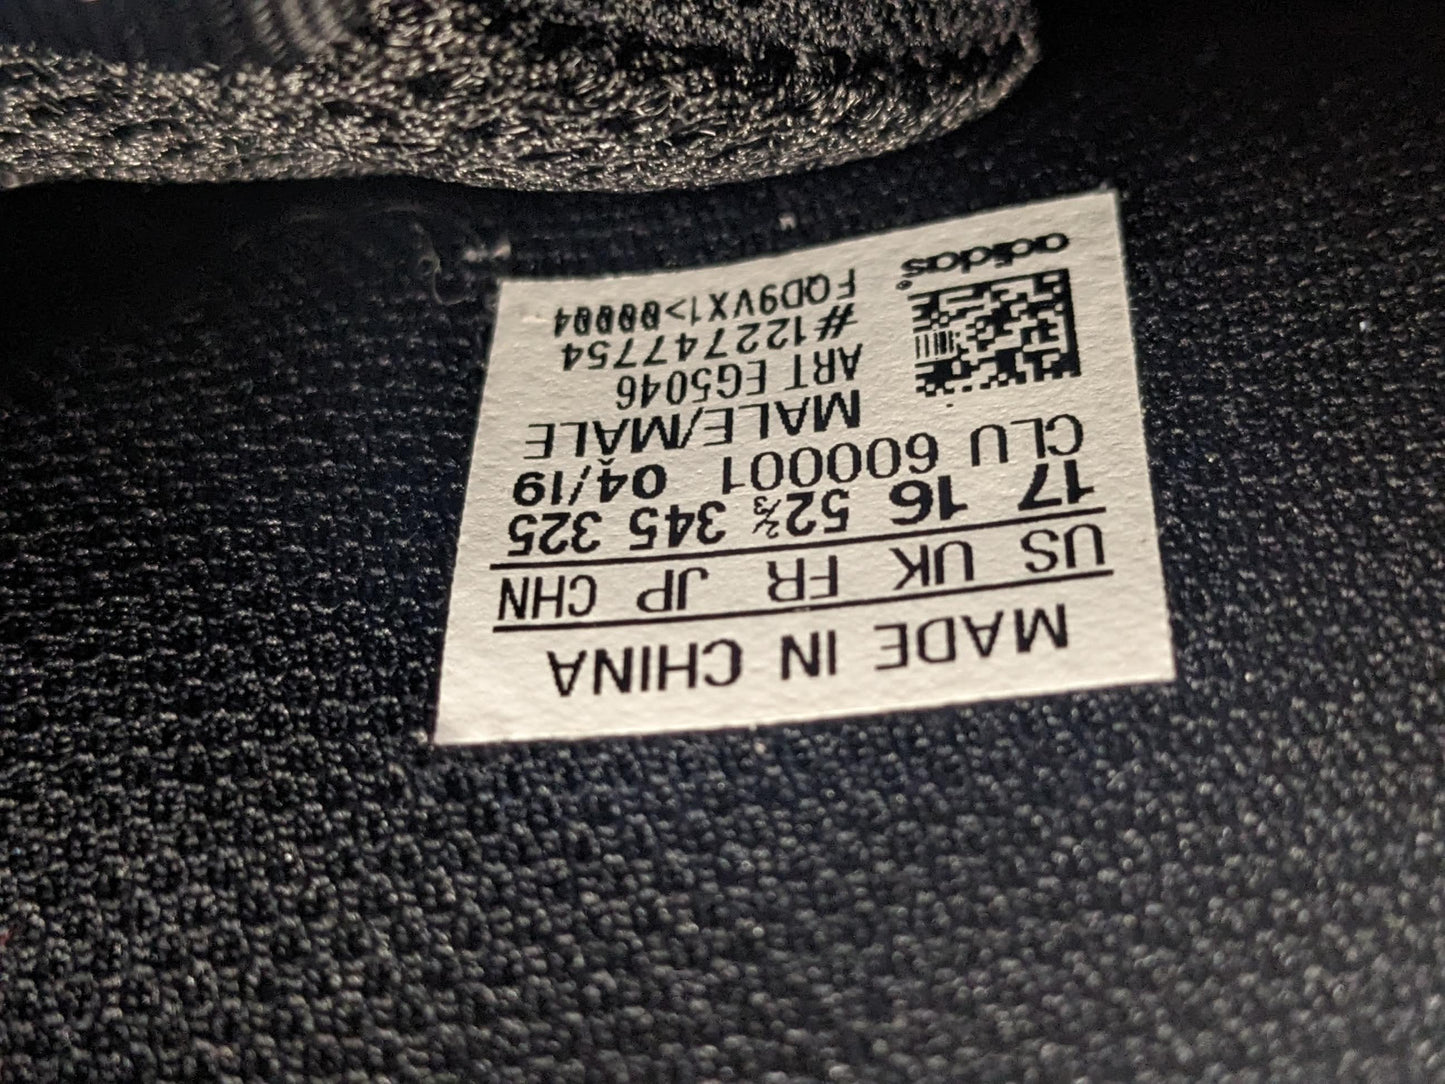 MADE IN CHINA
US UK FR JP CHN
17 16 52⅔ 345 325
CLU 600001 04/19
MALE/MALE
ART EG5046
#122747754
FQD9VX1>00004
adidas